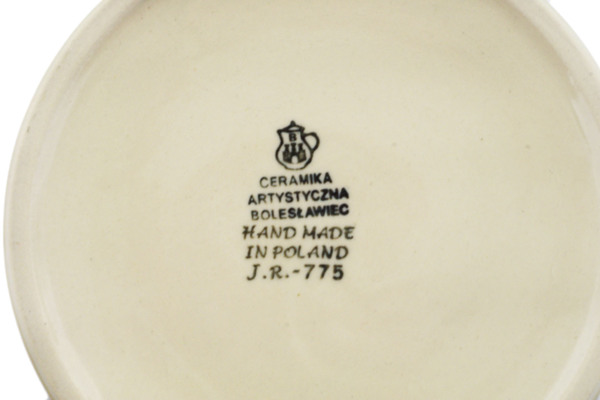 B
CERAMIKA
ARTYSTYCZNA
BOLESŁAWIEC
HAND MADE
IN POLAND
J.R.-775